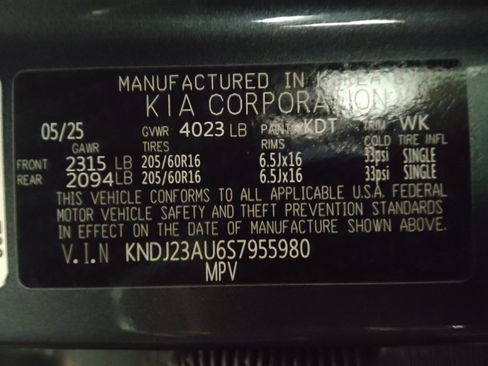 MANUFACTURED IN KOREA BY
KIA CORPORATION
05/25 GVWR 4023 LB PAINT KDT TRIM WK
GAWR TIRES RIMS COLD TIRE INFL
FRONT 2315 LB 205/60R16 6.5Jx16 33psi SINGLE
REAR 2094 LB 205/60R16 6.5Jx16 33psi SINGLE
THIS VEHICLE CONFORMS TO ALL APPLICABLE U.S.A. FEDERAL
MOTOR VEHICLE SAFETY AND THEFT PREVENTION STANDARDS
IN EFFECT ON THE DATE OF MANUFACTURE SHOWN ABOVE.
V.I.N KNDJ23AU6S7955980
MPV